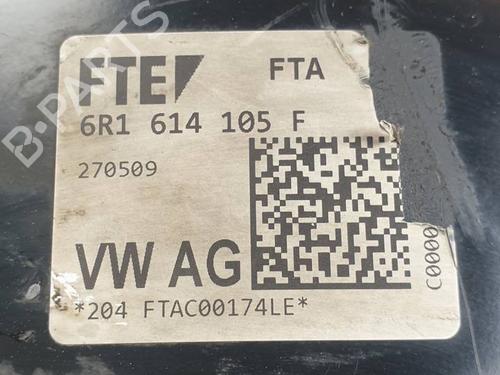 FTE FTA
6R1 614 105 F
270509
VW AG
*204 FTAC00174LE*
C0000
B-PARTS